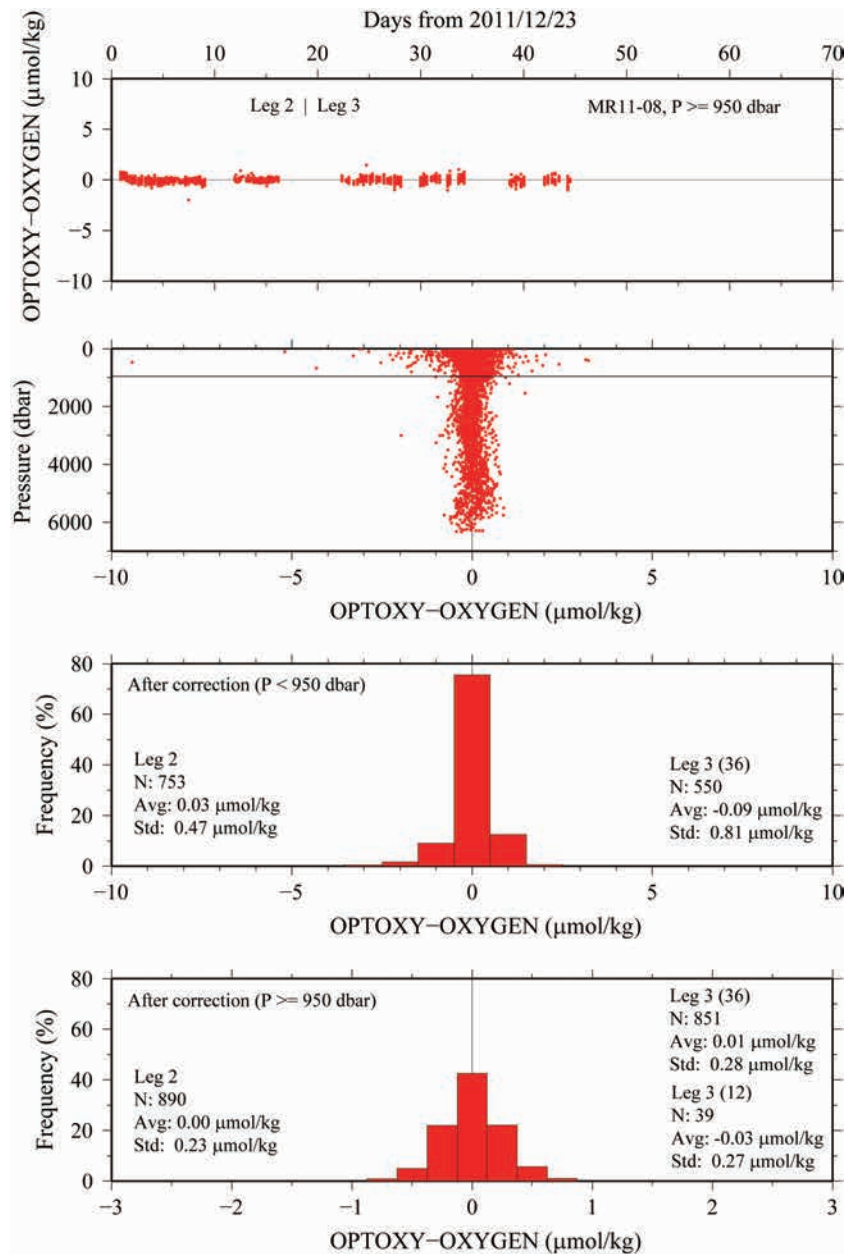 Days from 2011/12/23
0 10 20 30 40 50 60 70
OPTOXY−OXYGEN (μmol/kg)
10
5
0
−5
−10
Leg 2 | Leg 3
MR11-08, P >= 950 dbar
Pressure (dbar)
0
2000
4000
6000
−10 −5 0 5 10
OPTOXY−OXYGEN (μmol/kg)
Frequency (%)
80
60
40
20
0
After correction (P < 950 dbar)
Leg 2
N: 753
Avg: 0.03 μmol/kg
Std: 0.47 μmol/kg
Leg 3 (36)
N: 550
Avg: -0.09 μmol/kg
Std: 0.81 μmol/kg
−10 −5 0 5 10
OPTOXY−OXYGEN (μmol/kg)
Frequency (%)
80
60
40
20
0
After correction (P >= 950 dbar)
Leg 2
N: 890
Avg: 0.00 μmol/kg
Std: 0.23 μmol/kg
Leg 3 (36)
N: 851
Avg: 0.01 μmol/kg
Std: 0.28 μmol/kg
Leg 3 (12)
N: 39
Avg: -0.03 μmol/kg
Std: 0.27 μmol/kg
−3 −2 −1 0 1 2 3
OPTOXY−OXYGEN (μmol/kg)